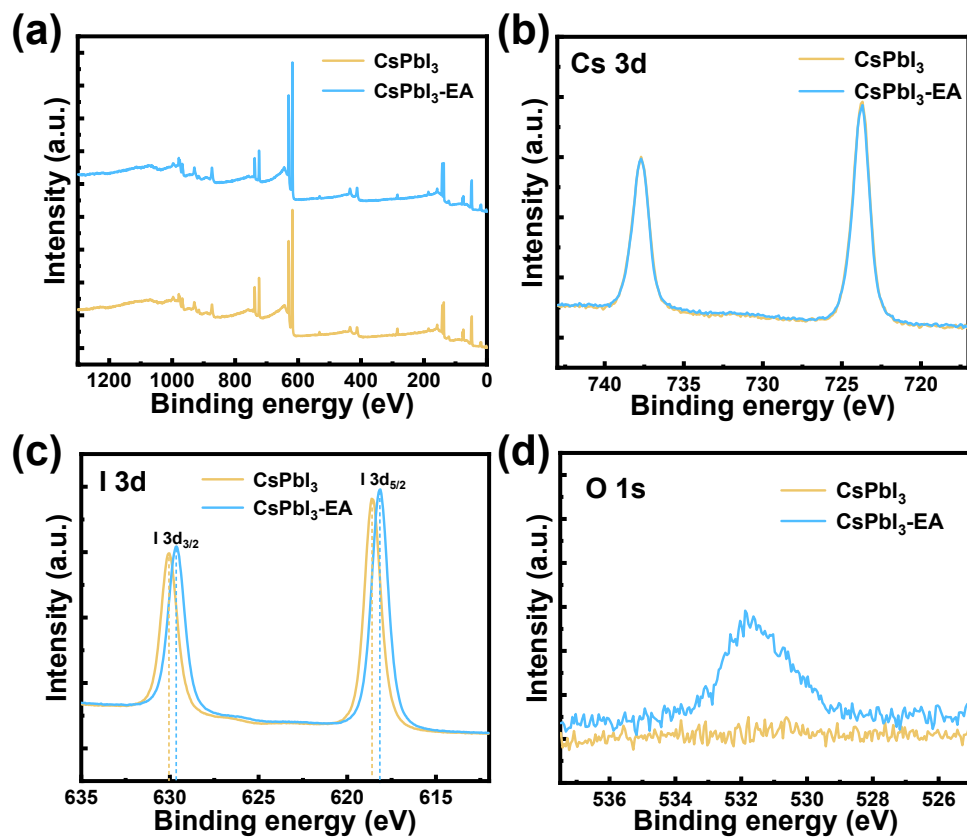 (a)
CsPbI₃
CsPbI₃-EA
Intensity (a.u.)
1200 1000 800 600 400 200 0
Binding energy (eV)
(b)
Cs 3d
CsPbI₃
CsPbI₃-EA
Intensity (a.u.)
740 735 730 725 720
Binding energy (eV)
(c)
I 3d
CsPbI₃
CsPbI₃-EA
I 3d₅/₂
I 3d₃/₂
Intensity (a.u.)
635 630 625 620 615
Binding energy (eV)
(d)
O 1s
CsPbI₃
CsPbI₃-EA
Intensity (a.u.)
536 534 532 530 528 526
Binding energy (eV)